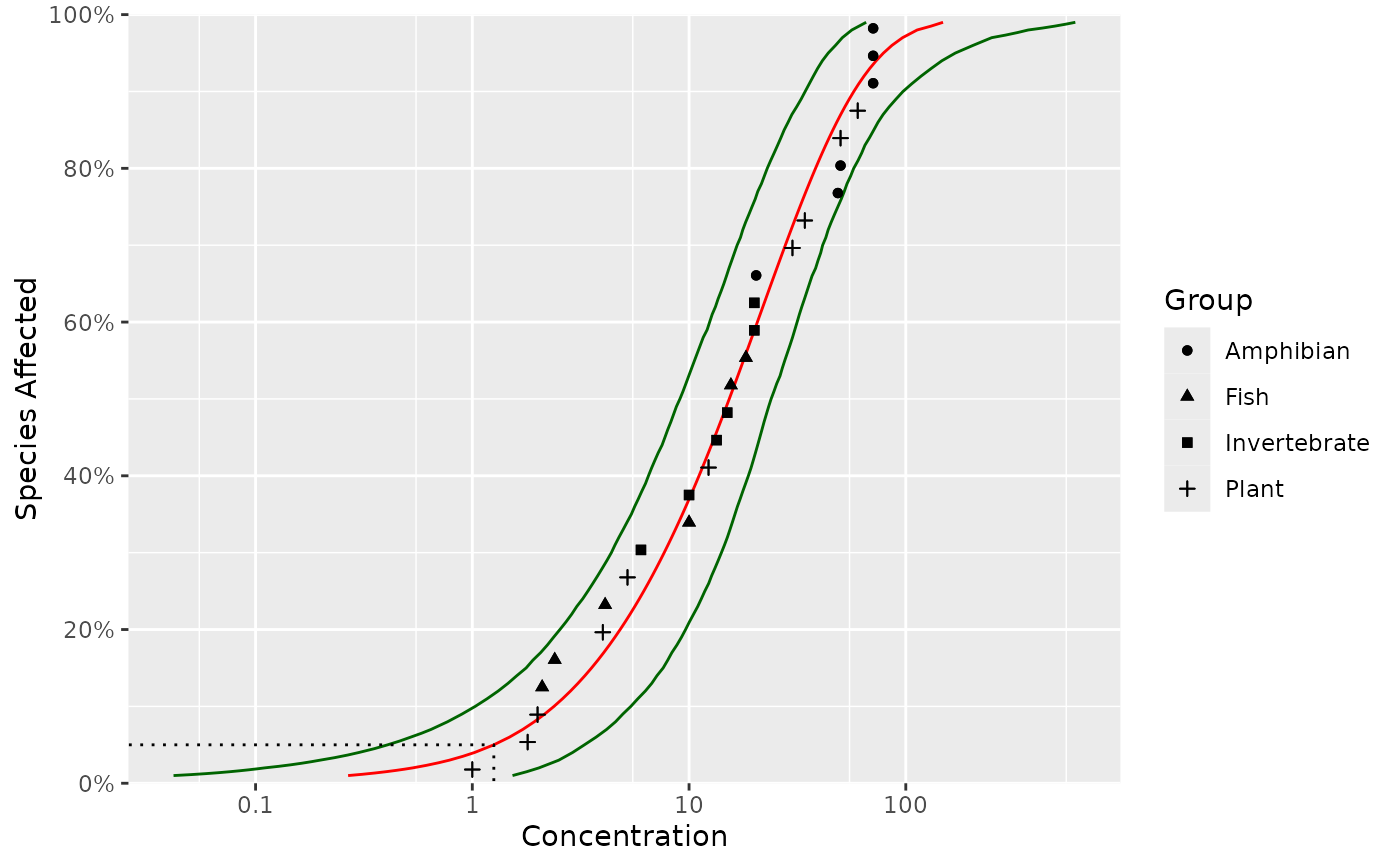 100%
80%
60%
40%
20%
0%
Species Affected
0.1 1 10 100
Concentration
Group
Amphibian
Fish
Invertebrate
Plant